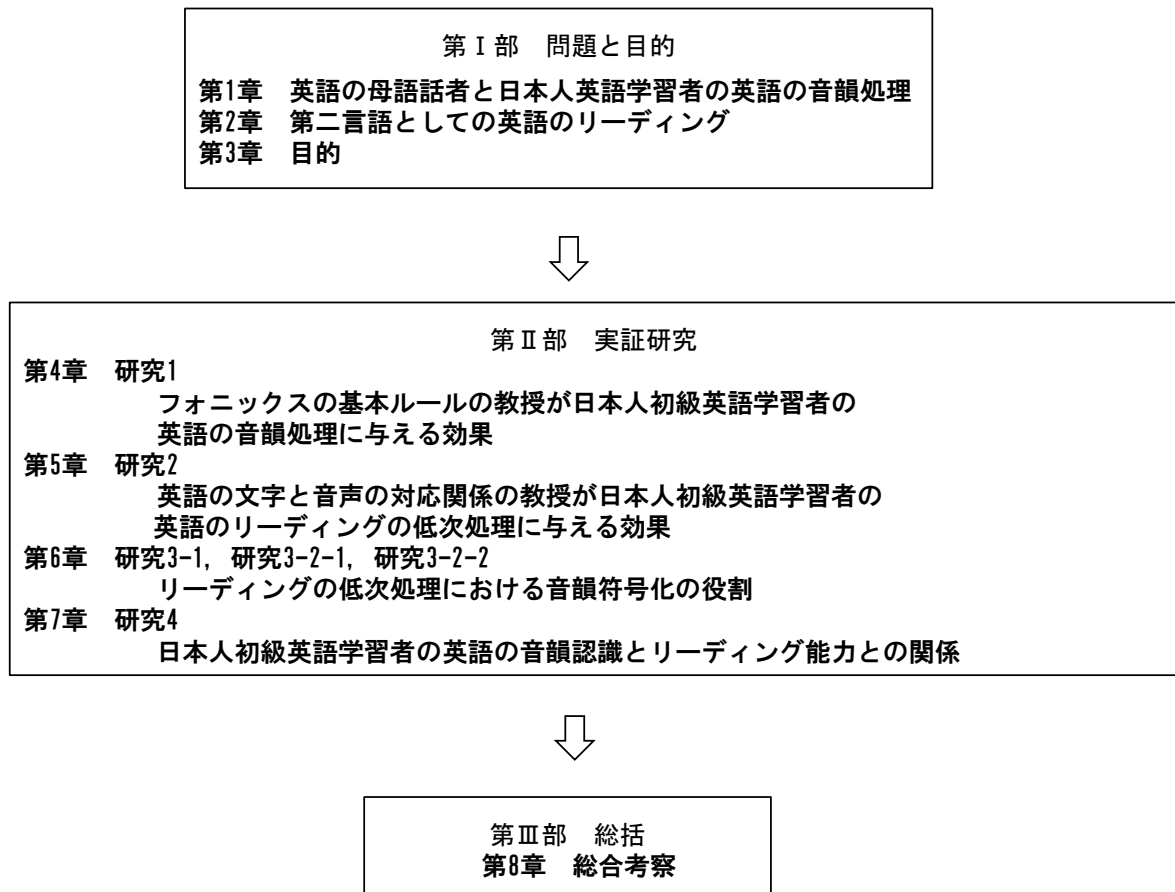 第Ⅰ部 問題と目的
第1章 英語の母語話者と日本人英語学習者の英語の音韻処理
第2章 第二言語としての英語のリーディング
第3章 目的
第Ⅱ部 実証研究
第4章 研究1
フォニックスの基本ルールの教授が日本人初級英語学習者の
英語の音韻処理に与える効果
第5章 研究2
英語の文字と音声の対応関係の教授が日本人初級英語学習者の
英語のリーディングの低次処理に与える効果
第6章 研究3-1, 研究3-2-1, 研究3-2-2
リーディングの低次処理における音韻符号化の役割
第7章 研究4
日本人初級英語学習者の英語の音韻認識とリーディング能力との関係
第Ⅲ部 総括
第8章 総合考察